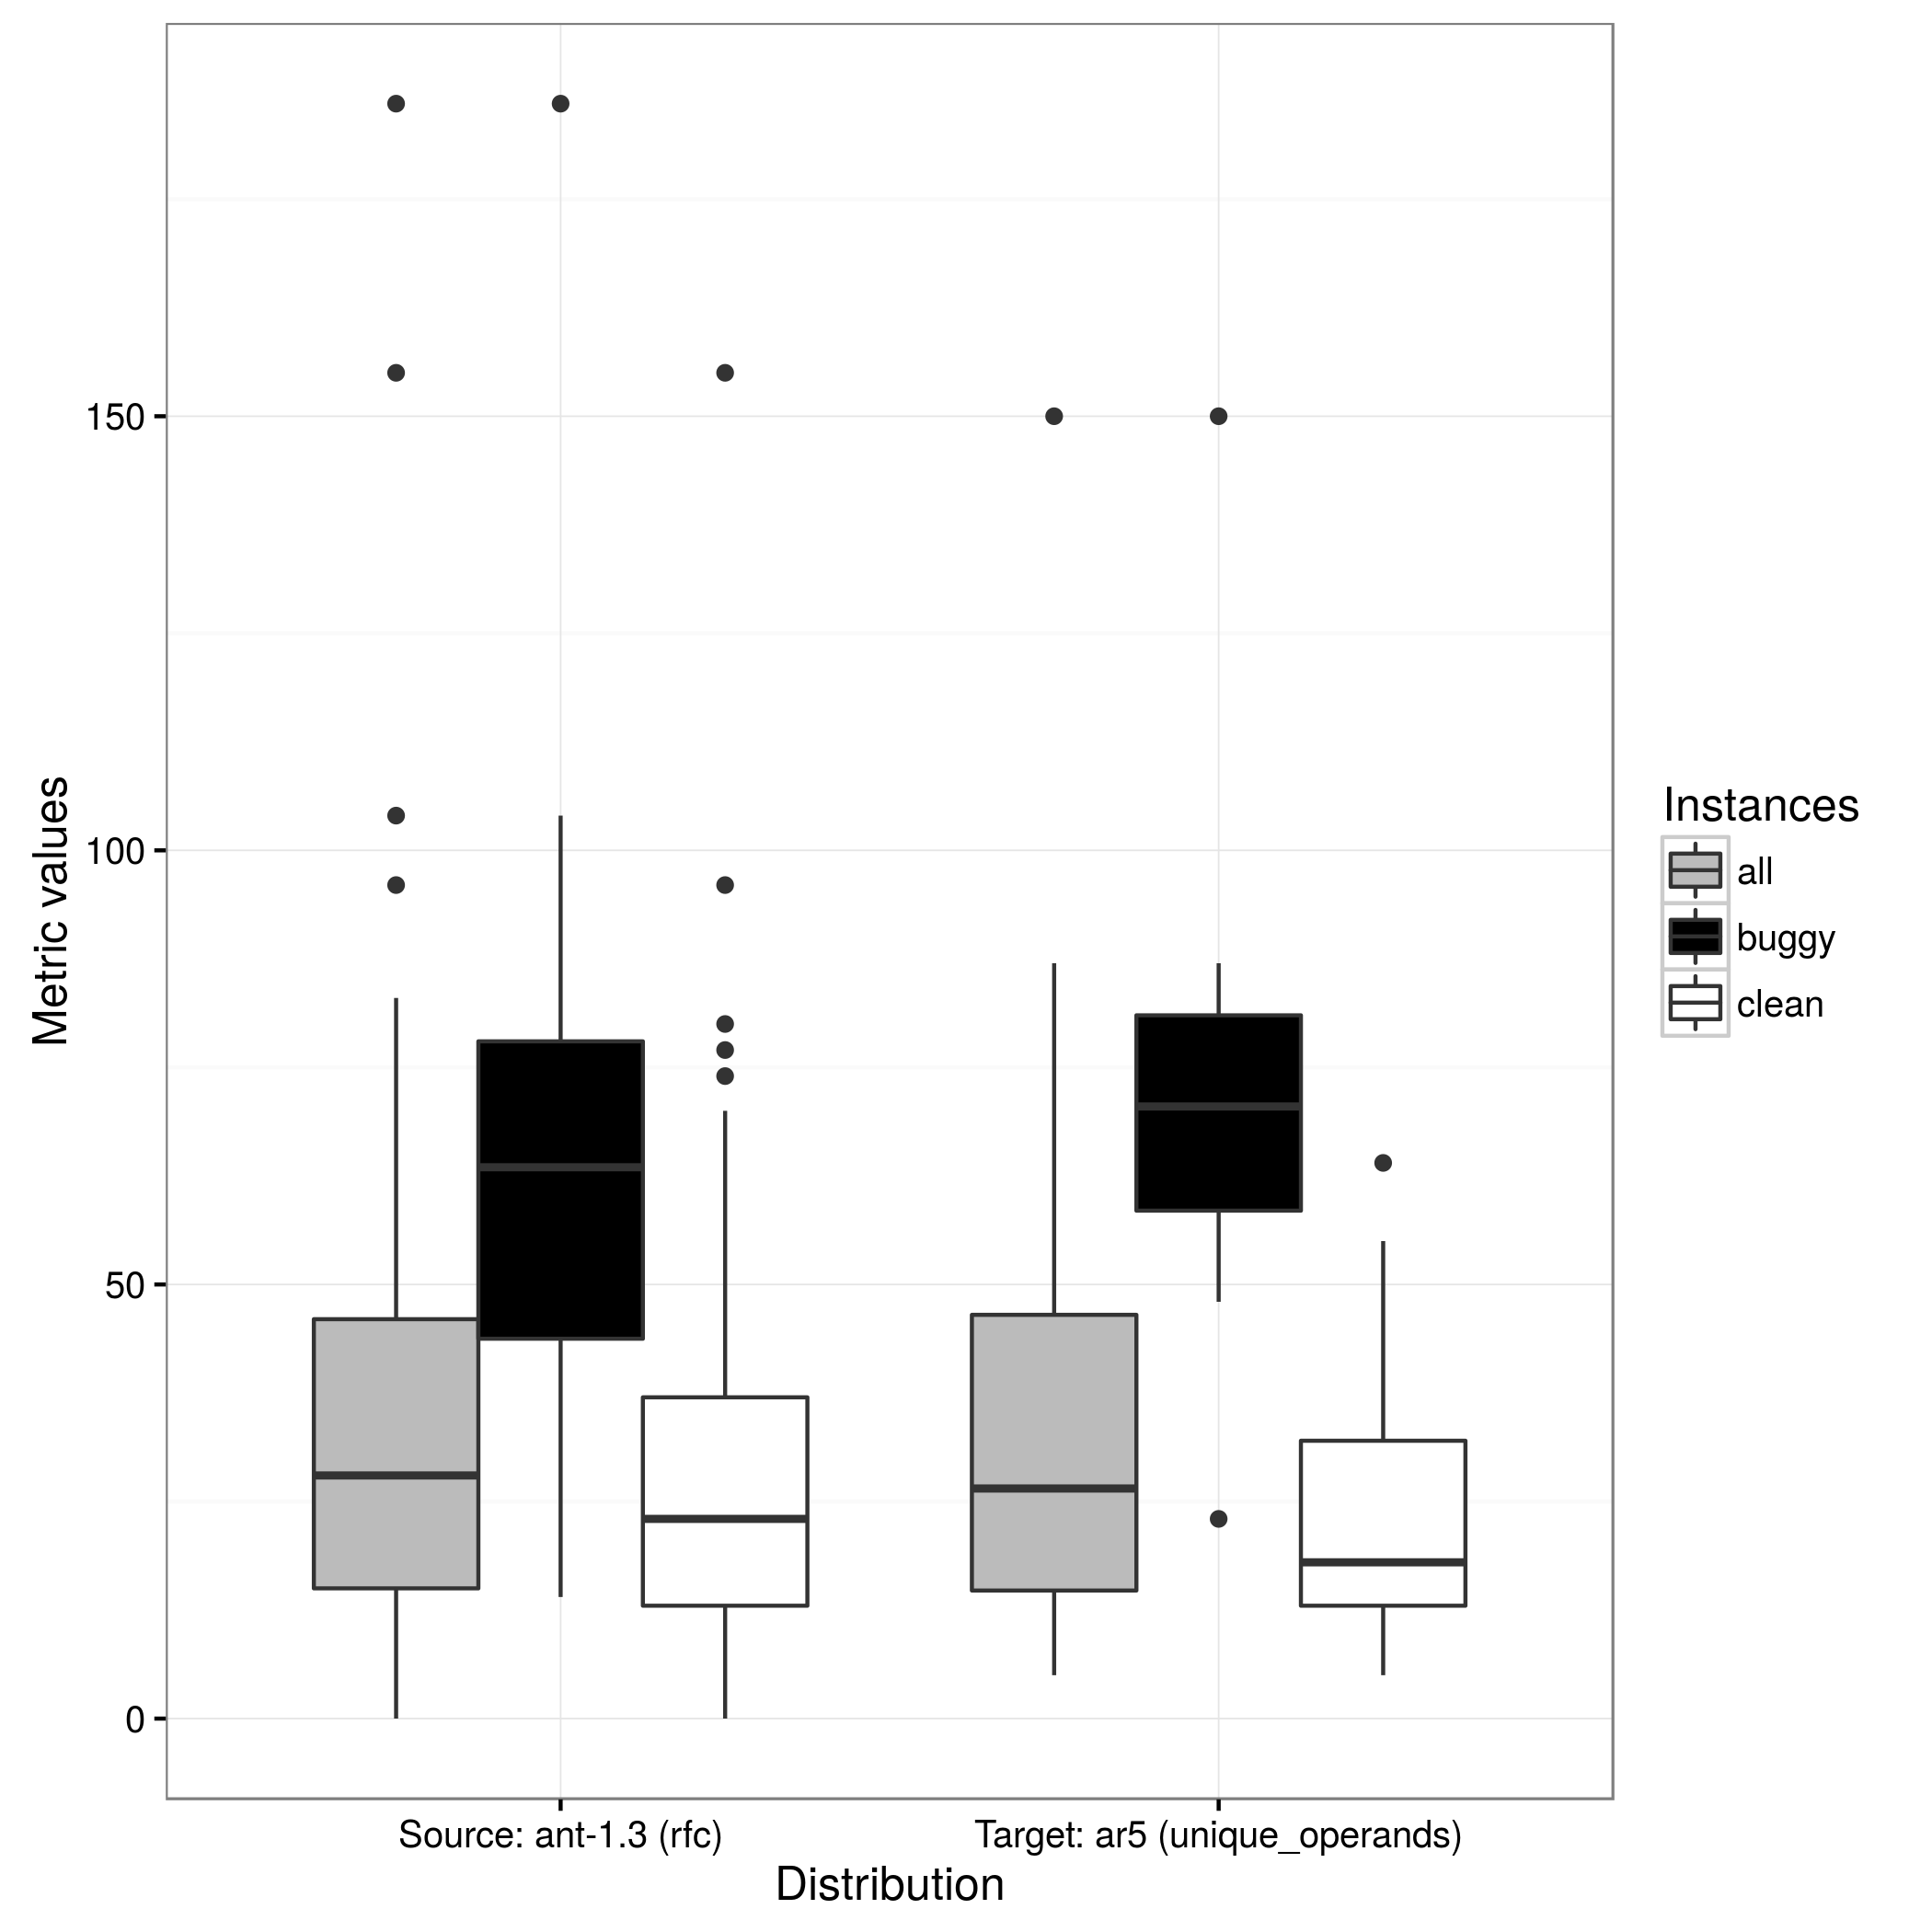 150
100
50
0
Metric values
Source: ant-1.3 (rfc)
Target: ar5 (unique_operands)
Distribution
Instances
all
buggy
clean